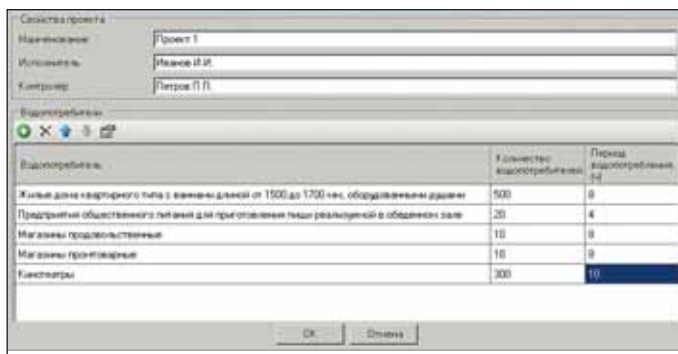 Свойства проекта
Наименование Проект 1
Исполнитель Иванов И.И.
Контролер Петров П.П.
Водопотребители
Водопотребитель Количество водопотребителей Период водопотребления, (ч)
Жилые дома квартирного типа с ваннами длиной от 1500 до 1700 мм, оборудованными душами 500 8
Предприятия общественного питания для приготовления пищи реализуемой в обеденном зале 20 4
Магазины продовольственные 10 8
Магазины промтоварные 10 8
Кинотеатры 300 10
OK Отмена